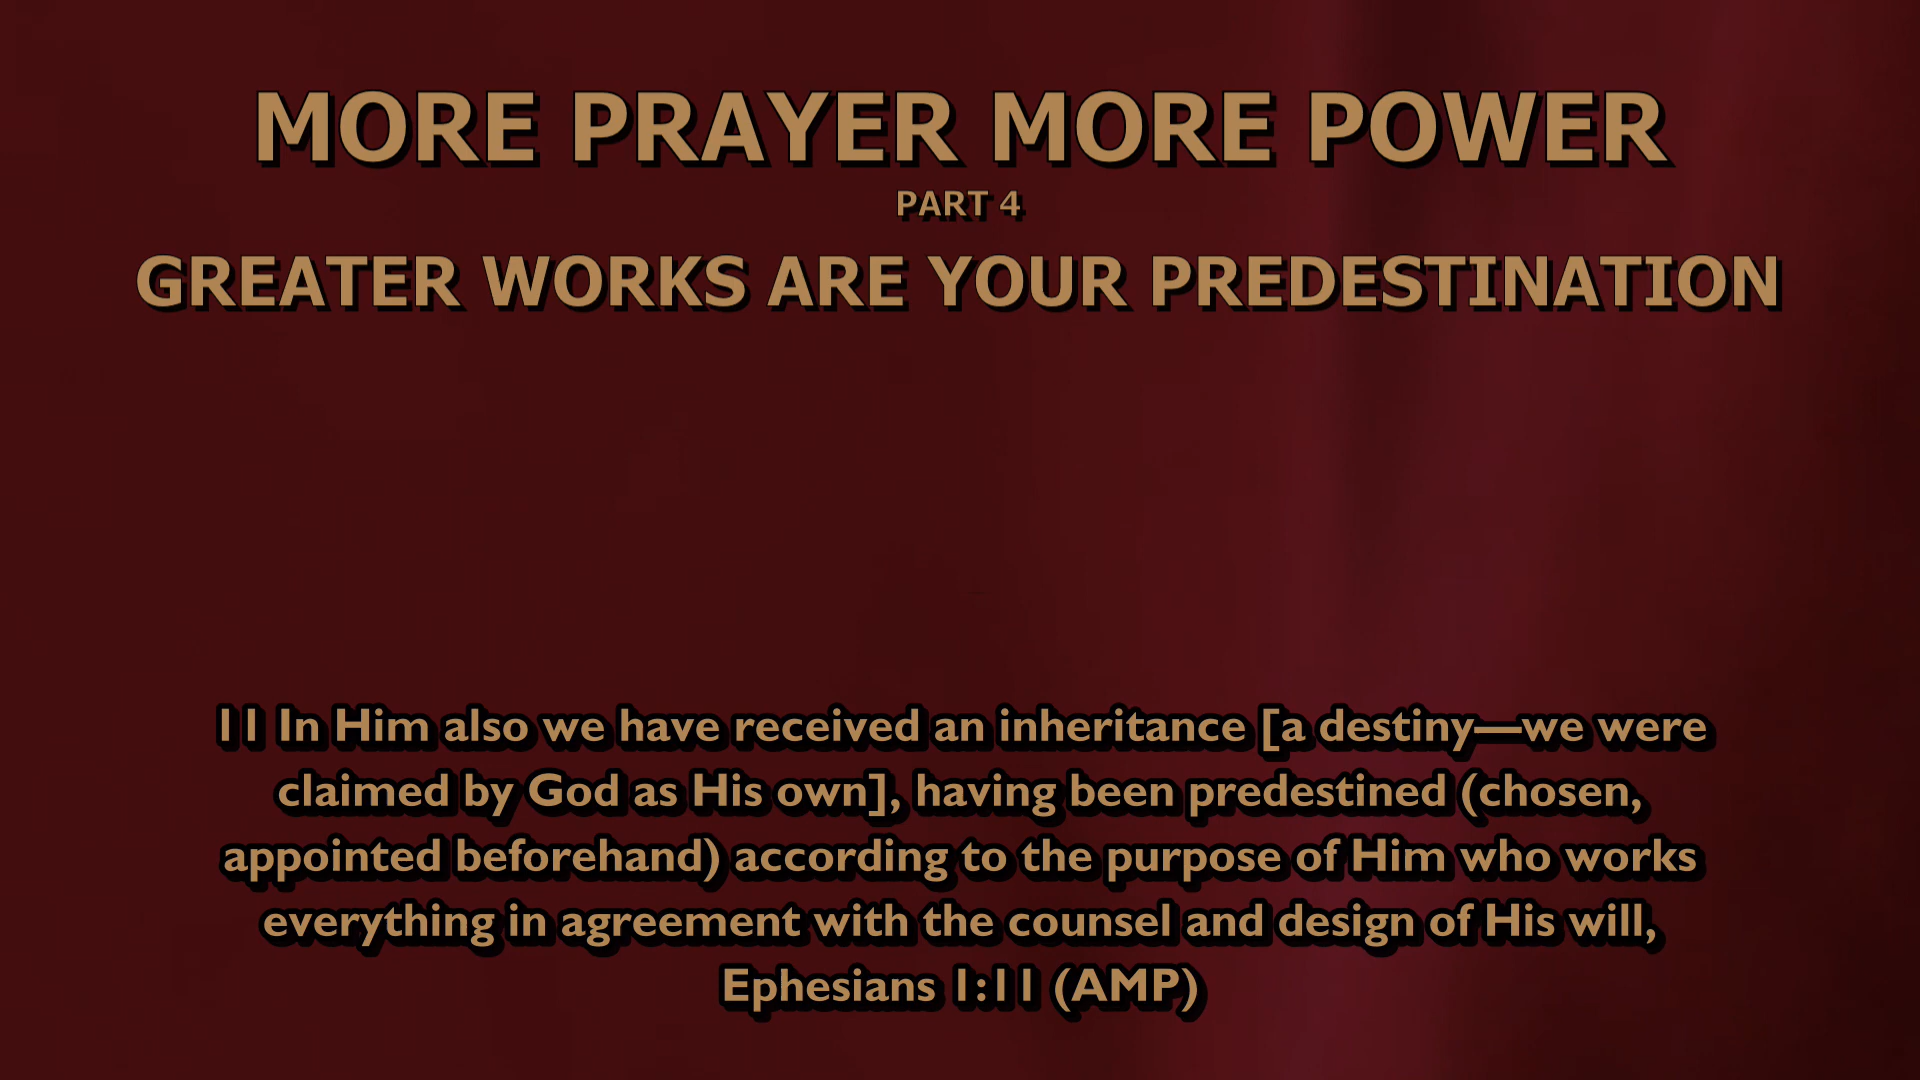 MORE PRAYER MORE POWER
PART 4
GREATER WORKS ARE YOUR PREDESTINATION
11 In Him also we have received an inheritance [a destiny—we were
claimed by God as His own], having been predestined (chosen,
appointed beforehand) according to the purpose of Him who works
everything in agreement with the counsel and design of His will,
Ephesians 1:11 (AMP)